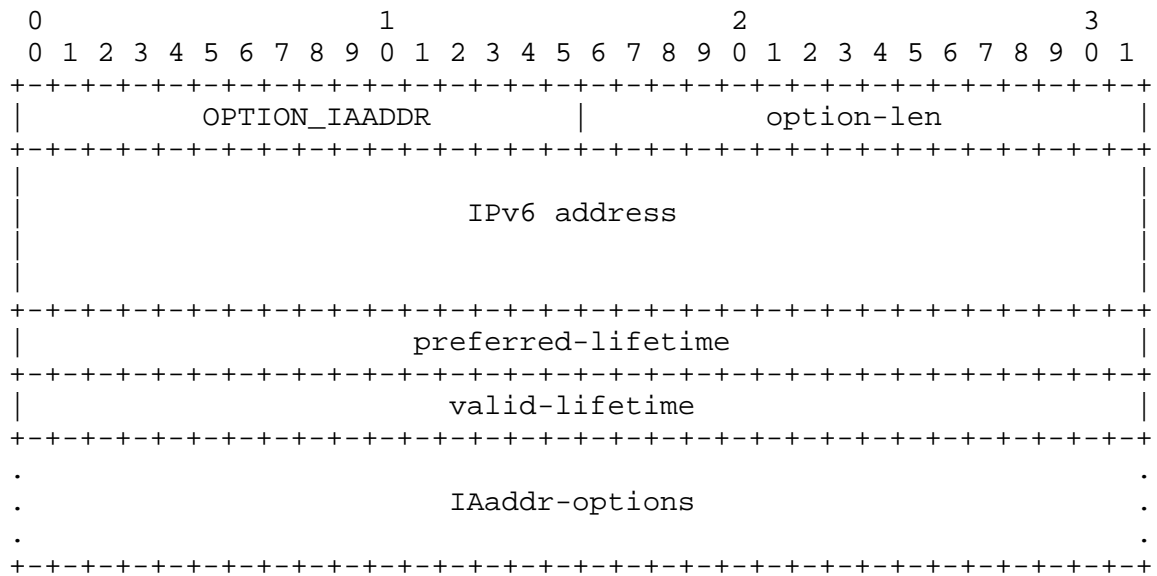 0                   1                   2                   3
 0 1 2 3 4 5 6 7 8 9 0 1 2 3 4 5 6 7 8 9 0 1 2 3 4 5 6 7 8 9 0 1
+-+-+-+-+-+-+-+-+-+-+-+-+-+-+-+-+-+-+-+-+-+-+-+-+-+-+-+-+-+-+-+-+
|          OPTION_IAADDR        |          option-len           |
+-+-+-+-+-+-+-+-+-+-+-+-+-+-+-+-+-+-+-+-+-+-+-+-+-+-+-+-+-+-+-+-+
|                                                               |
|                         IPv6 address                          |
|                                                               |
|                                                               |
+-+-+-+-+-+-+-+-+-+-+-+-+-+-+-+-+-+-+-+-+-+-+-+-+-+-+-+-+-+-+-+-+
|                      preferred-lifetime                       |
+-+-+-+-+-+-+-+-+-+-+-+-+-+-+-+-+-+-+-+-+-+-+-+-+-+-+-+-+-+-+-+-+
|                        valid-lifetime                         |
+-+-+-+-+-+-+-+-+-+-+-+-+-+-+-+-+-+-+-+-+-+-+-+-+-+-+-+-+-+-+-+-+
.                                                               .
.                        IAaddr-options                         .
.                                                               .
+-+-+-+-+-+-+-+-+-+-+-+-+-+-+-+-+-+-+-+-+-+-+-+-+-+-+-+-+-+-+-+-+